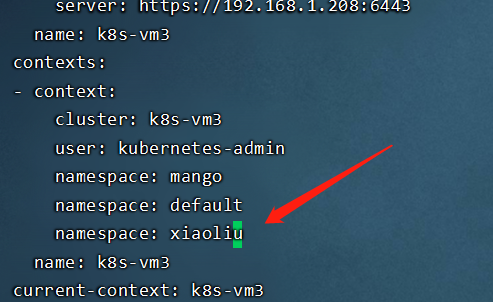 server: https://192.168.1.208:6443
name: k8s-vm3
contexts:
- context:
cluster: k8s-vm3
user: kubernetes-admin
namespace: mango
namespace: default
namespace: xiaoliu
name: k8s-vm3
current-context: k8s-vm3